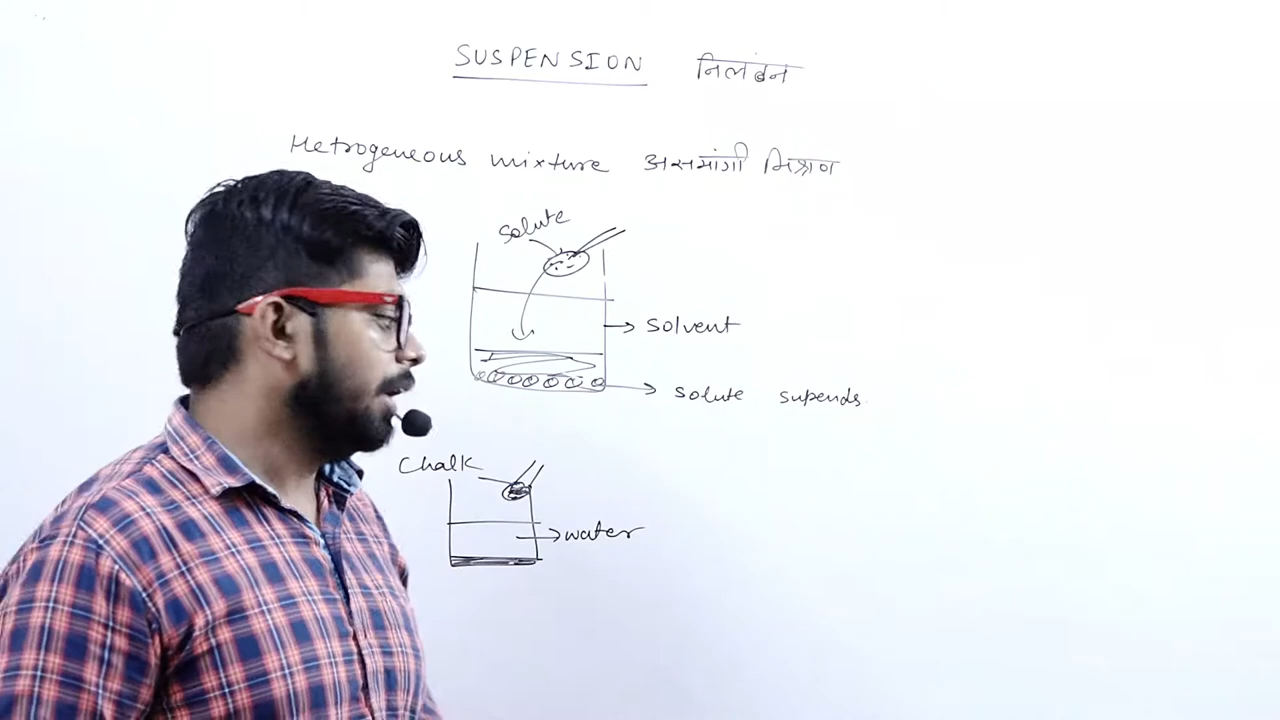 SUSPENSION निलंबन
Hetrogeneous mixture असमांगी मिश्रण
Solute
Solvent
Solute supends
Chalk
water